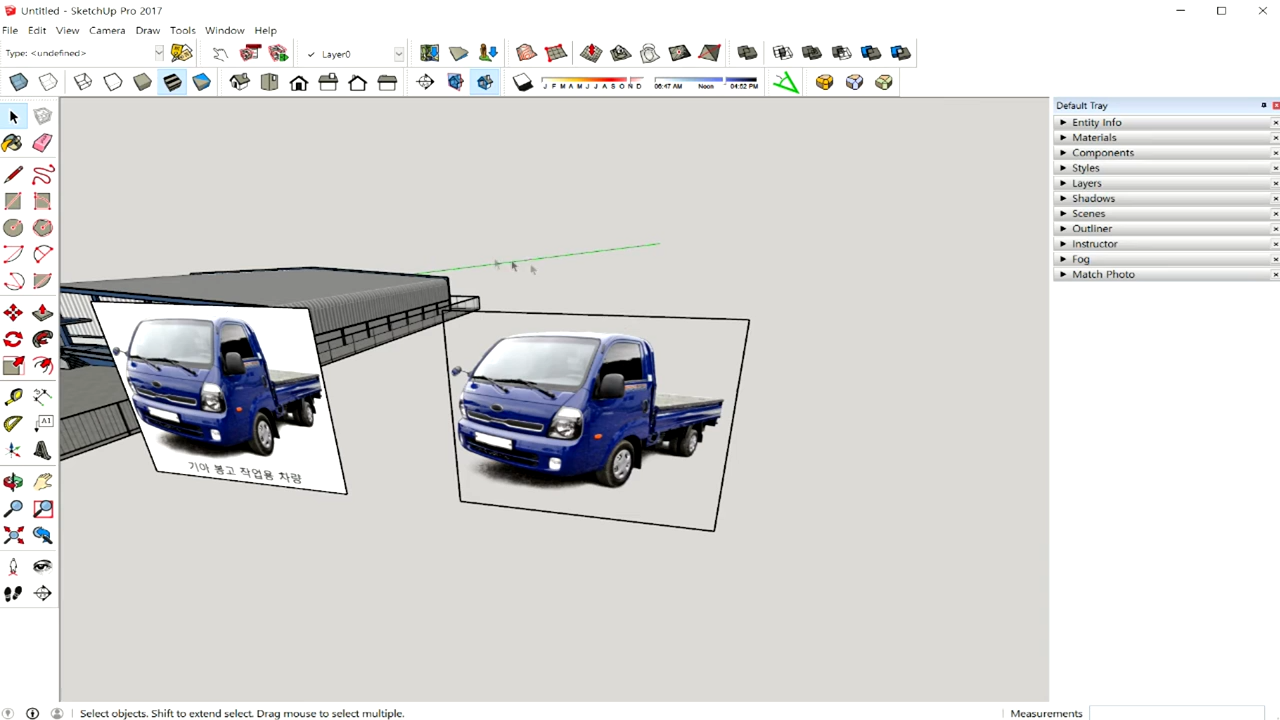 Untitled - SketchUp Pro 2017
File Edit View Camera Draw Tools Window Help
Type: <undefined>
Layer0
J F M A M J J A S O N D
06:47 AM Noon 04:52 PM
Default Tray
Entity Info
Materials
Components
Styles
Layers
Shadows
Scenes
Outliner
Instructor
Fog
Match Photo
A1
기아 봉고 작업용 차량
Select objects. Shift to extend select. Drag mouse to select multiple.
Measurements